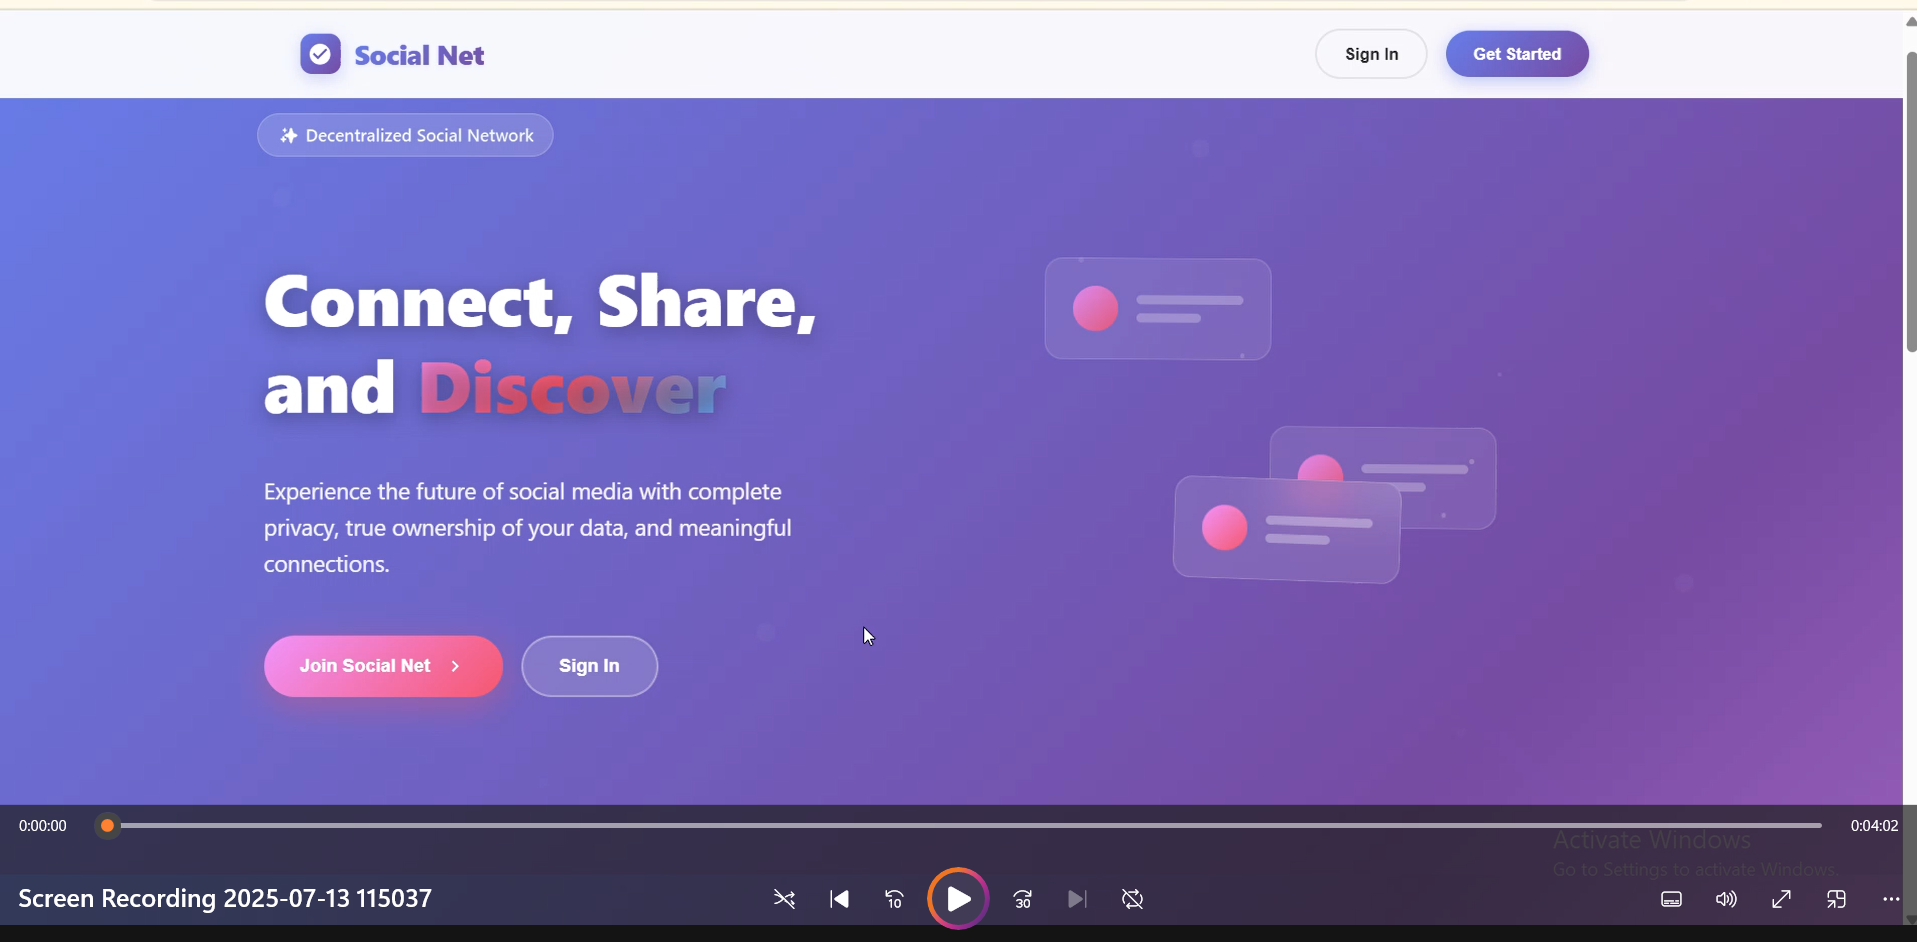 Social Net
Sign In
Get Started
Decentralized Social Network
Connect, Share,
and Discover
Experience the future of social media with complete
privacy, true ownership of your data, and meaningful
connections.
Join Social Net
Sign In
0:00:00
0:04:02
Activate Windows
Go to Settings to activate Windows.
Screen Recording 2025-07-13 115037
10
30